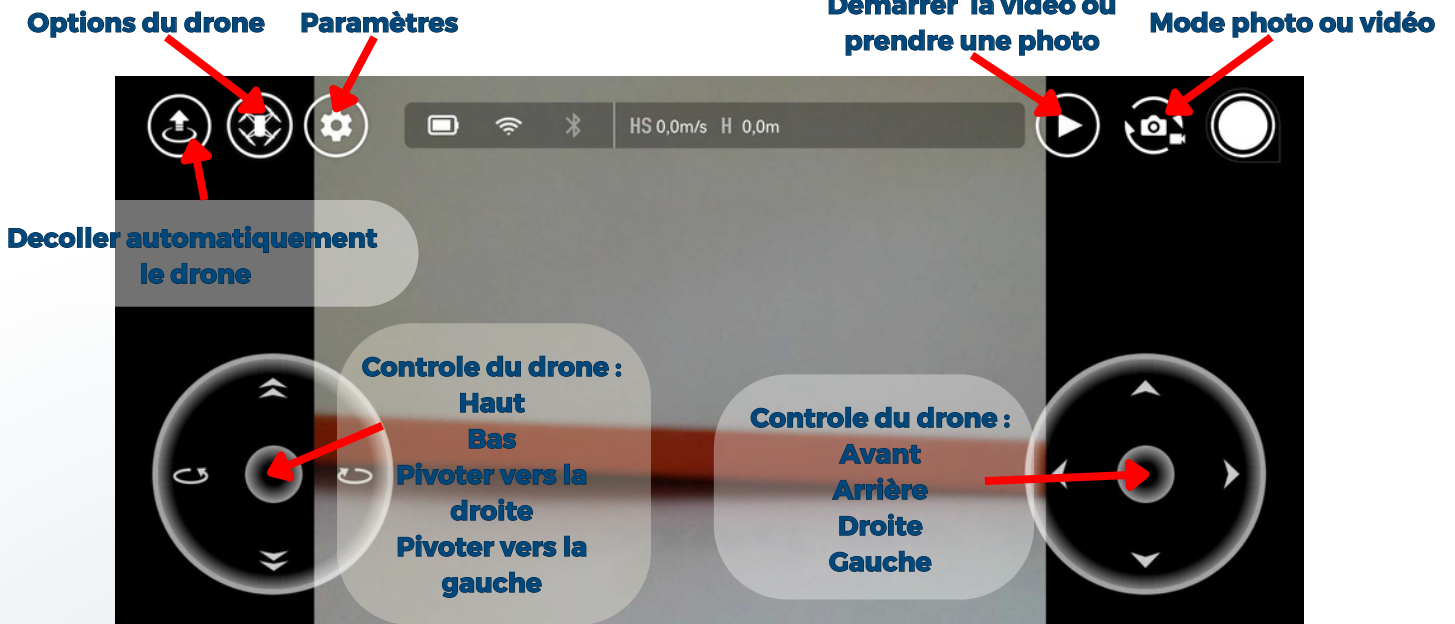 Options du drone
Paramètres
Démarrer la vidéo ou
prendre une photo
Mode photo ou vidéo
HS 0,0m/s H 0,0m
Decoller automatiquement
le drone
Controle du drone :
Haut
Bas
Pivoter vers la
droite
Pivoter vers la
gauche
Controle du drone :
Avant
Arrière
Droite
Gauche